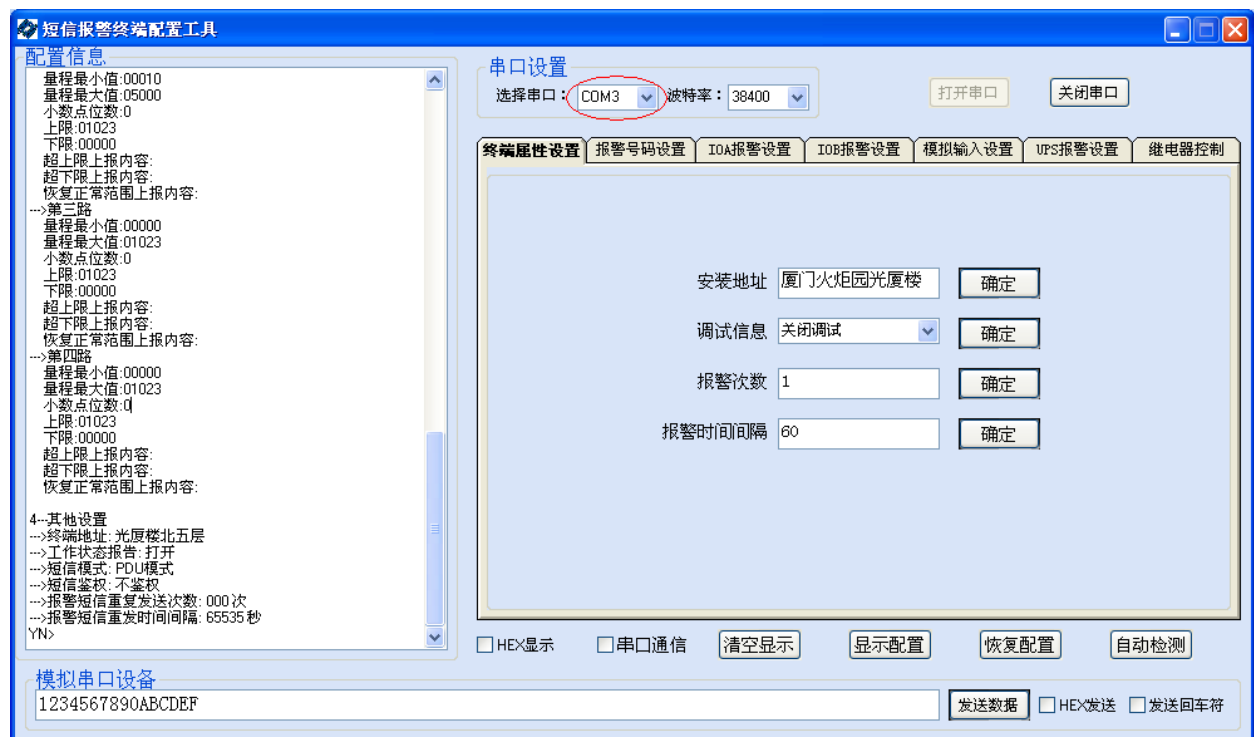 短信报警终端配置工具
配置信息
量程最小值:00010
量程最大值:05000
小数点位数:0
上限:01023
下限:00000
超上限上报内容:
超下限上报内容:
恢复正常范围上报内容:
--->第三路
量程最小值:00000
量程最大值:01023
小数点位数:0
上限:01023
下限:00000
超上限上报内容:
超下限上报内容:
恢复正常范围上报内容:
--->第四路
量程最小值:00000
量程最大值:01023
小数点位数:0
上限:01023
下限:00000
超上限上报内容:
超下限上报内容:
恢复正常范围上报内容:
4---其他设置
--->终端地址: 光厦楼北五层
--->工作状态报告: 打开
--->短信模式: PDU模式
--->短信鉴权: 不鉴权
--->报警短信重复发送次数: 000 次
--->报警短信重发时间间隔: 65535 秒
YN>
串口设置
选择串口: COM3 波特率: 38400 打开串口 关闭串口
终端属性设置 报警号码设置 IOA报警设置 IOB报警设置 模拟输入设置 UPS报警设置 继电器控制
安装地址 厦门火炬园光厦楼 确定
调试信息 关闭调试 确定
报警次数 1 确定
报警时间间隔 60 确定
HEX显示 串口通信 清空显示 显示配置 恢复配置 自动检测
模拟串口设备
1234567890ABCDEF 发送数据 HEX发送 发送回车符